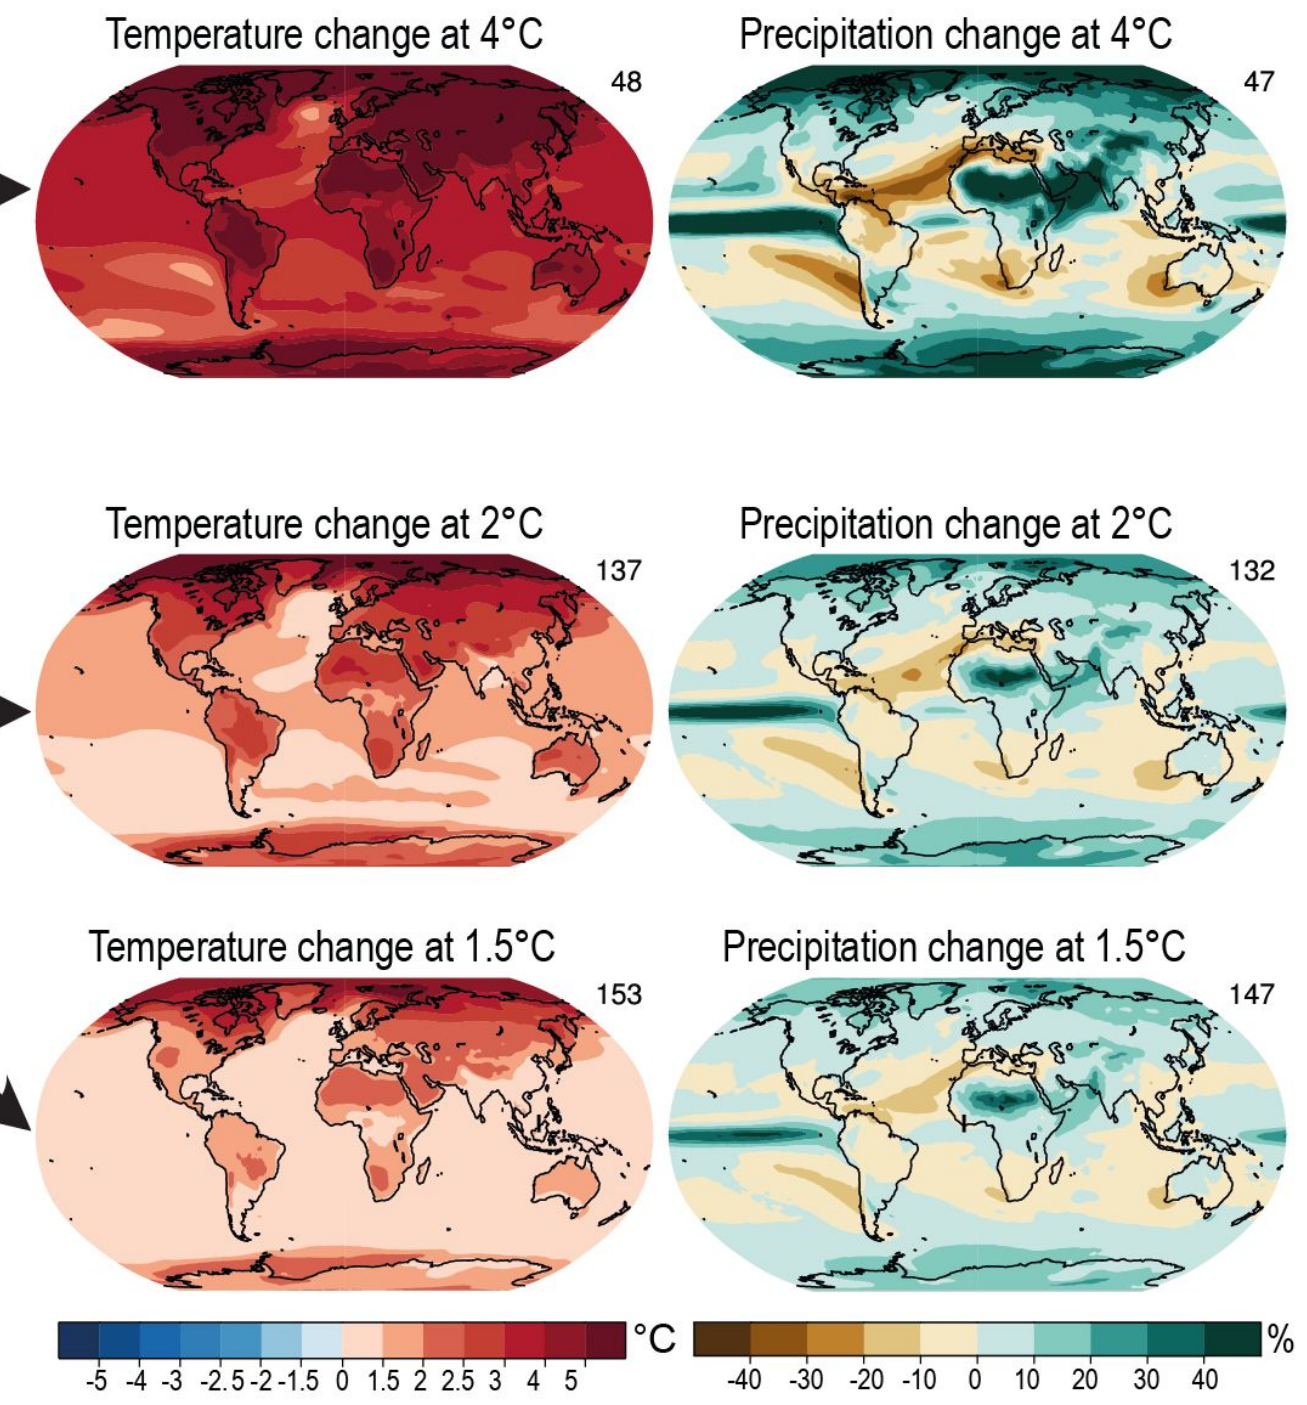 Temperature change at 4°C
Precipitation change at 4°C
48
47
Temperature change at 2°C
Precipitation change at 2°C
137
132
Temperature change at 1.5°C
Precipitation change at 1.5°C
153
147
°C
%
-5 -4 -3 -2.5 -2 -1.5 0 1.5 2 2.5 3 4 5
-40 -30 -20 -10 0 10 20 30 40